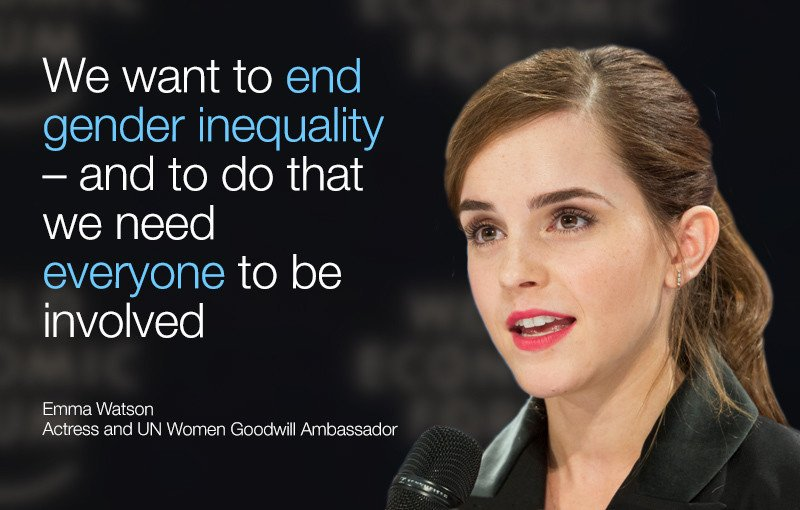 We want to end
gender inequality
– and to do that
we need
everyone to be
involved
Emma Watson
Actress and UN Women Goodwill Ambassador